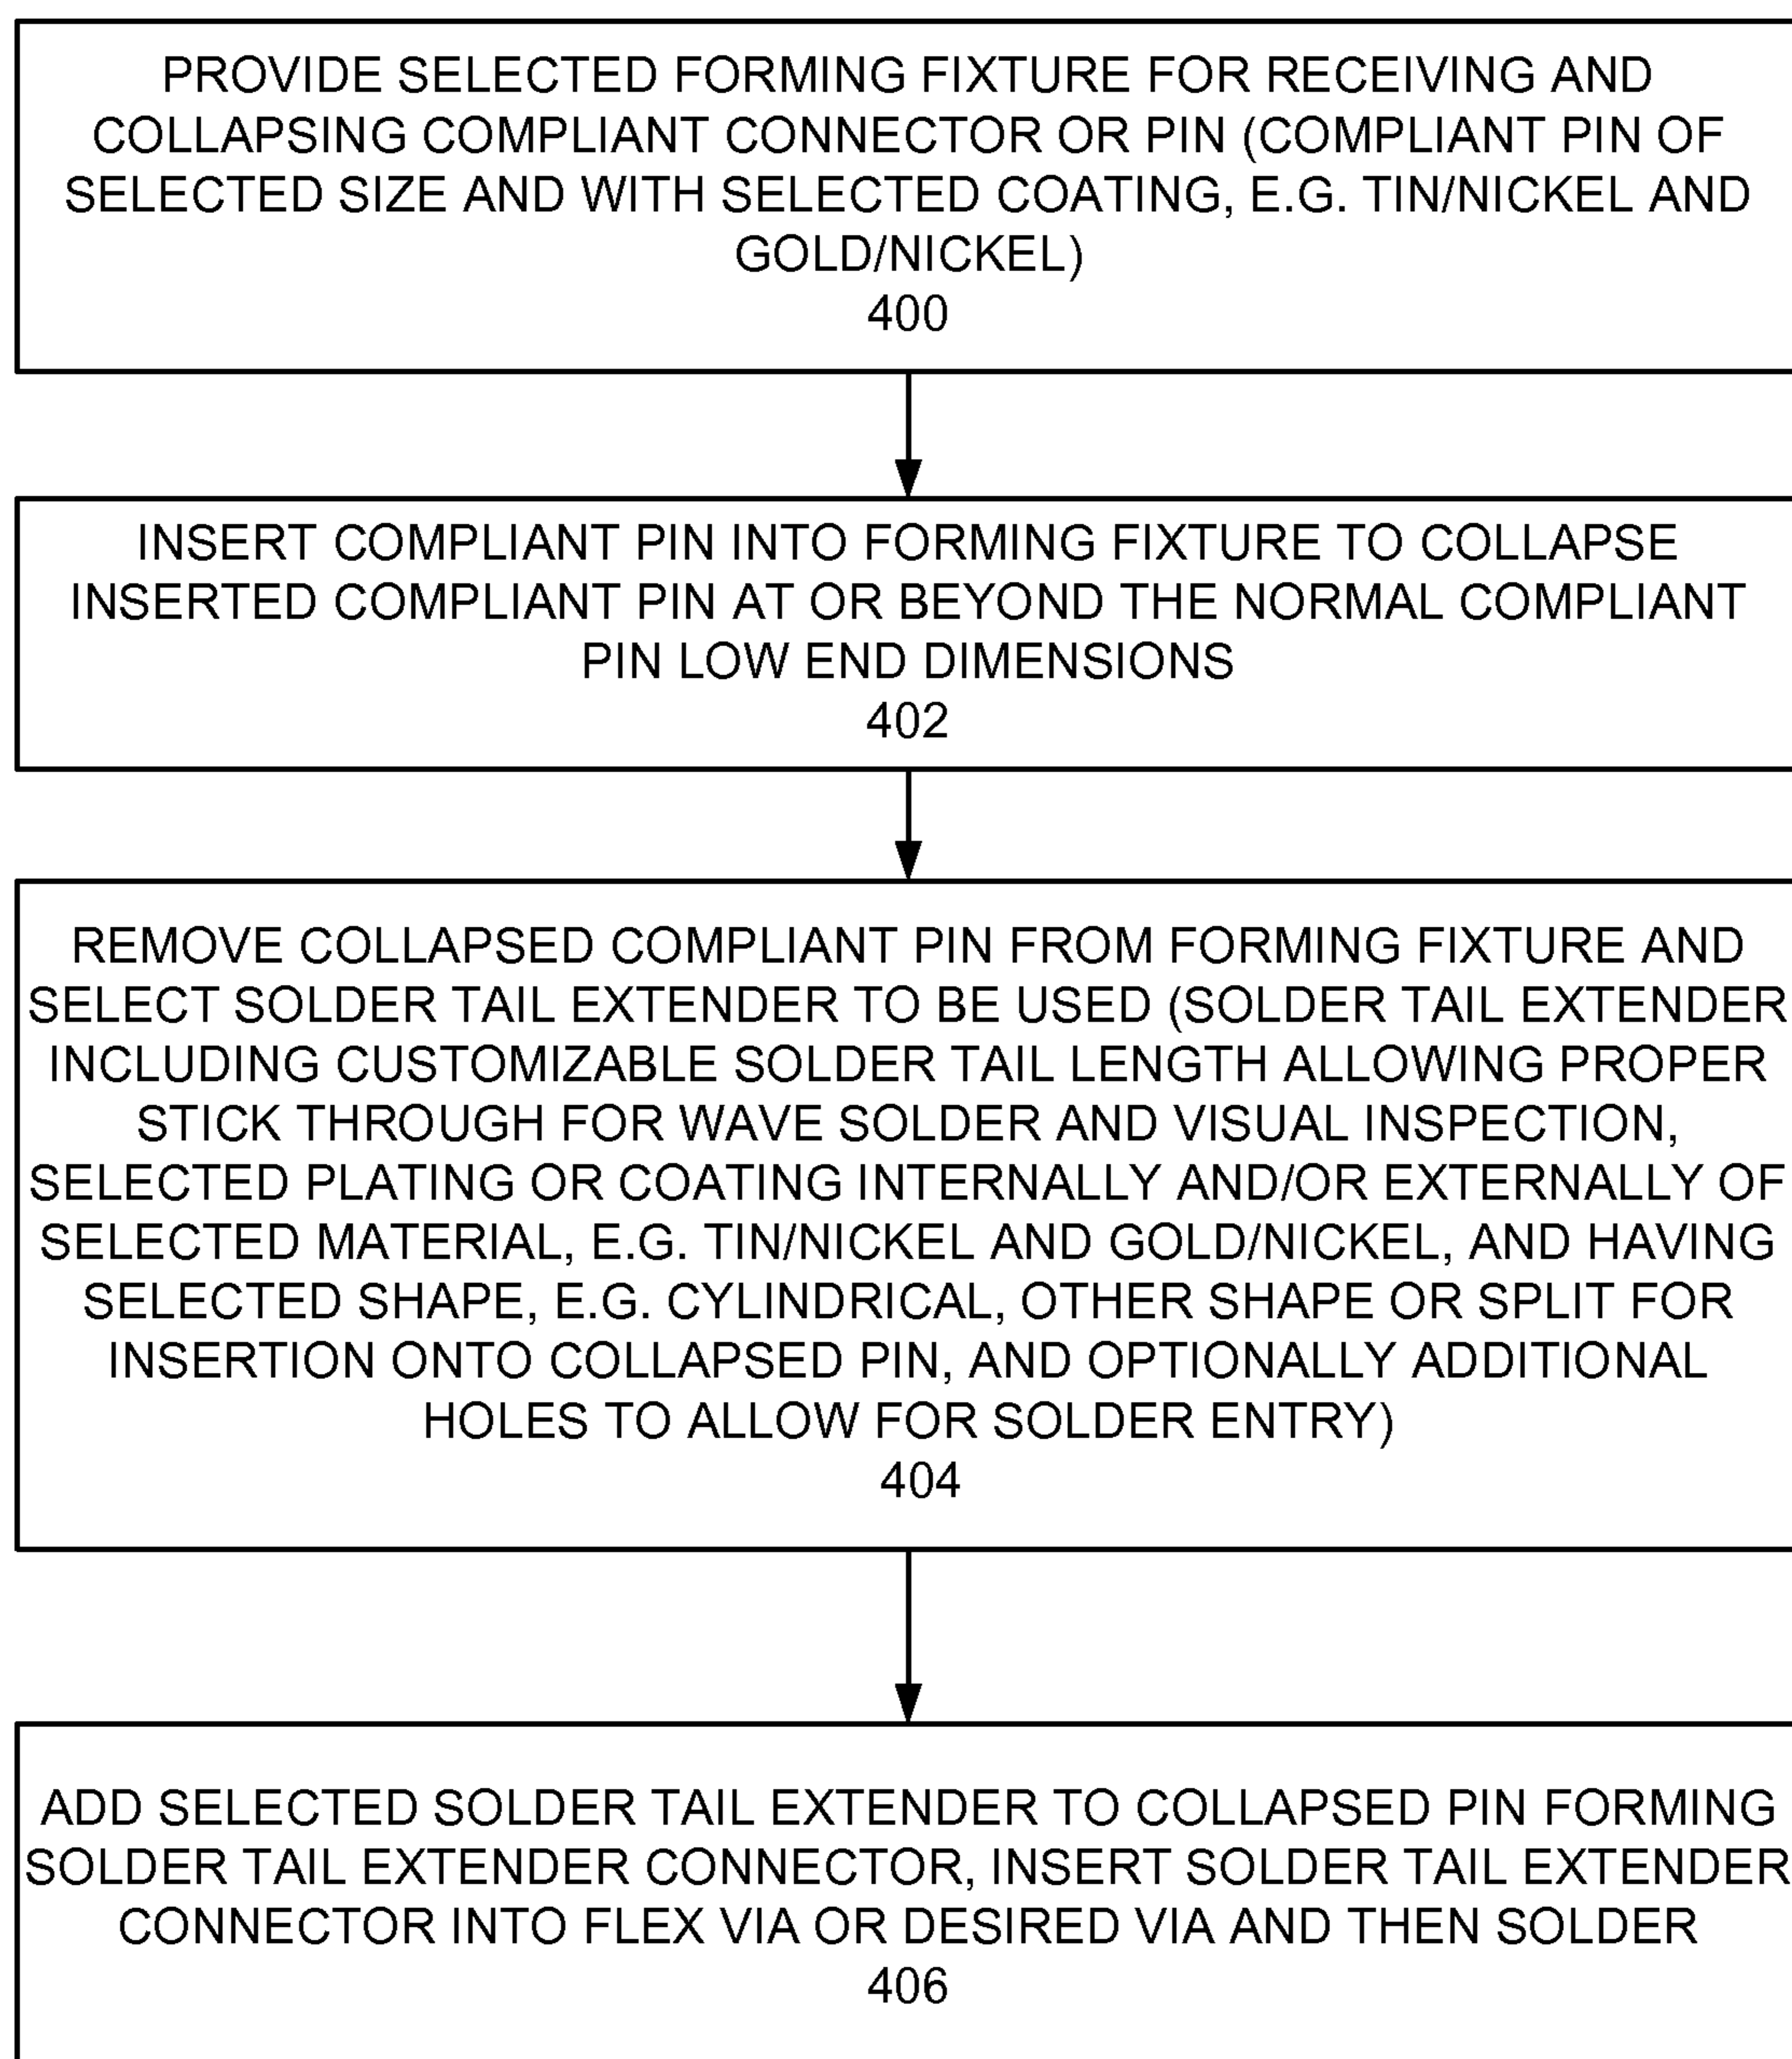 PROVIDE SELECTED FORMING FIXTURE FOR RECEIVING AND
COLLAPSING COMPLIANT CONNECTOR OR PIN (COMPLIANT PIN OF
SELECTED SIZE AND WITH SELECTED COATING, E.G. TIN/NICKEL AND
GOLD/NICKEL)
400
INSERT COMPLIANT PIN INTO FORMING FIXTURE TO COLLAPSE
INSERTED COMPLIANT PIN AT OR BEYOND THE NORMAL COMPLIANT
PIN LOW END DIMENSIONS
402
REMOVE COLLAPSED COMPLIANT PIN FROM FORMING FIXTURE AND
SELECT SOLDER TAIL EXTENDER TO BE USED (SOLDER TAIL EXTENDER
INCLUDING CUSTOMIZABLE SOLDER TAIL LENGTH ALLOWING PROPER
STICK THROUGH FOR WAVE SOLDER AND VISUAL INSPECTION,
SELECTED PLATING OR COATING INTERNALLY AND/OR EXTERNALLY OF
SELECTED MATERIAL, E.G. TIN/NICKEL AND GOLD/NICKEL, AND HAVING
SELECTED SHAPE, E.G. CYLINDRICAL, OTHER SHAPE OR SPLIT FOR
INSERTION ONTO COLLAPSED PIN, AND OPTIONALLY ADDITIONAL
HOLES TO ALLOW FOR SOLDER ENTRY)
404
ADD SELECTED SOLDER TAIL EXTENDER TO COLLAPSED PIN FORMING
SOLDER TAIL EXTENDER CONNECTOR, INSERT SOLDER TAIL EXTENDER
CONNECTOR INTO FLEX VIA OR DESIRED VIA AND THEN SOLDER
406